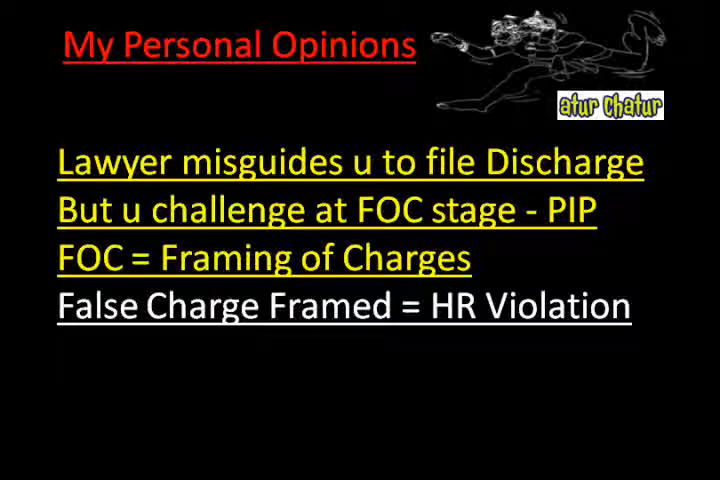 My Personal Opinions
atur chatur
Lawyer misguides u to file Discharge
But u challenge at FOC stage - PIP
FOC = Framing of Charges
False Charge Framed = HR Violation